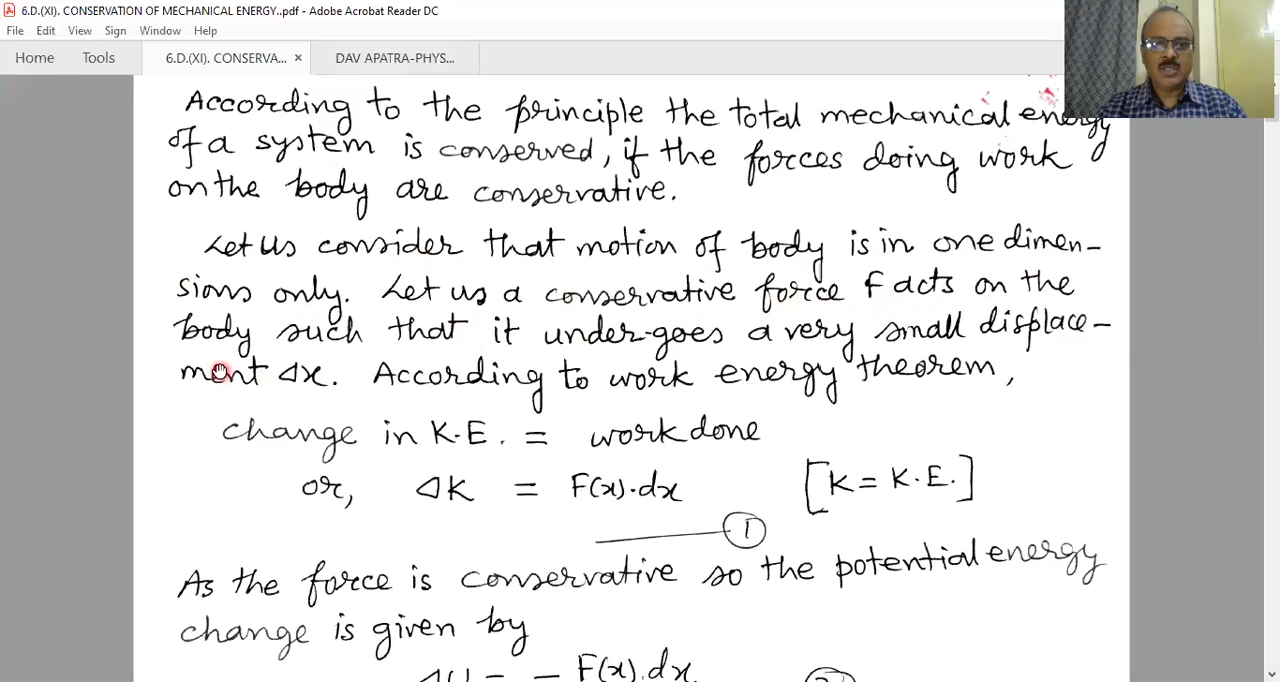 6.D.(XI). CONSERVATION OF MECHANICAL ENERGY..pdf - Adobe Acrobat Reader DC
File Edit View Sign Window Help
Home Tools 6.D.(XI). CONSERVA... × DAV APATRA-PHYS...
According to the principle the total mechanical energy
of a system is conserved, if the forces doing work
on the body are conservative.
Let us consider that motion of body is in one dimen-
sions only. Let us a conservative force F acts on the
body such that it under-goes a very small displace-
ment Δx. According to work energy theorem,
change in K.E. = work done
or, ΔK = F(x).dx [K = K.E.]
1
As the force is conservative so the potential energy
change is given by
ΔU = - F(x).dx